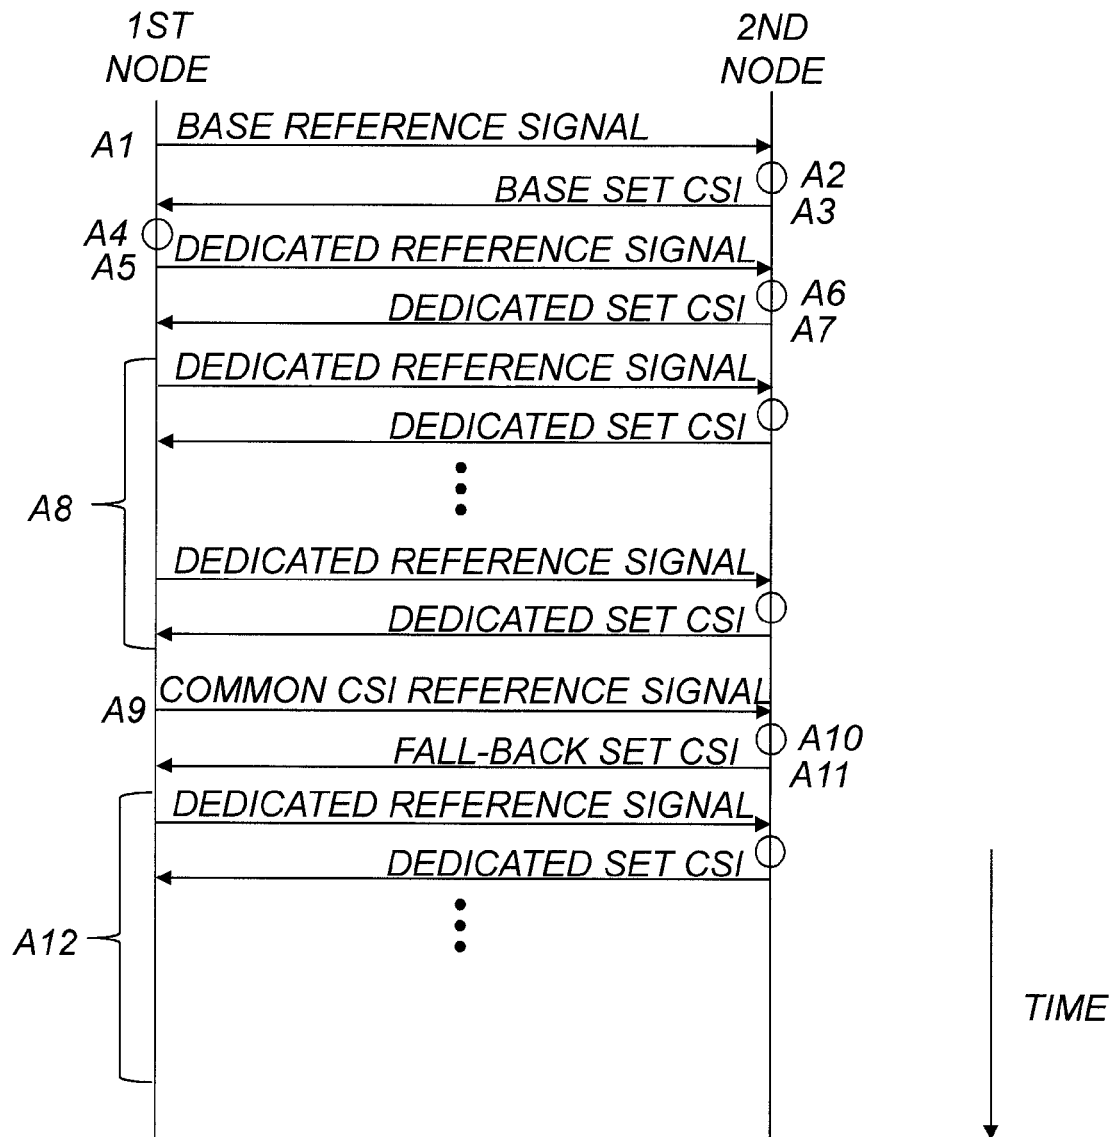 1ST
NODE
2ND
NODE
BASE REFERENCE SIGNAL
A1
A2
BASE SET CSI
A3
A4
DEDICATED REFERENCE SIGNAL
A5
A6
DEDICATED SET CSI
A7
DEDICATED REFERENCE SIGNAL
DEDICATED SET CSI
A8
DEDICATED REFERENCE SIGNAL
DEDICATED SET CSI
COMMON CSI REFERENCE SIGNAL
A9
A10
FALL-BACK SET CSI
A11
DEDICATED REFERENCE SIGNAL
DEDICATED SET CSI
A12
TIME